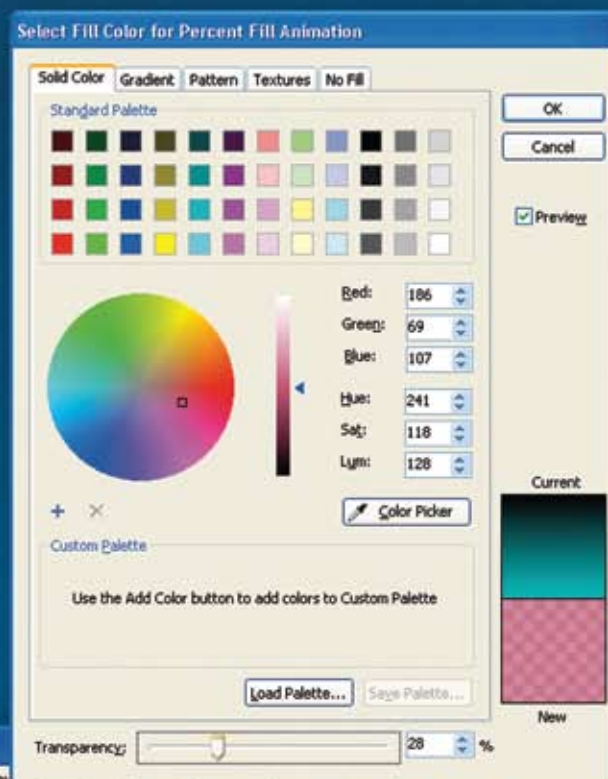 Select Fill Color for Percent Fill Animation
Solid Color Gradient Pattern Textures No Fill
Standard Palette
OK
Cancel
Preview
Red: 186
Green: 69
Blue: 107
Hue: 241
Sat: 118
Lum: 128
Color Picker
Current
Custom Palette
Use the Add Color button to add colors to Custom Palette
Load Palette... Save Palette...
New
Transparency: 28 %